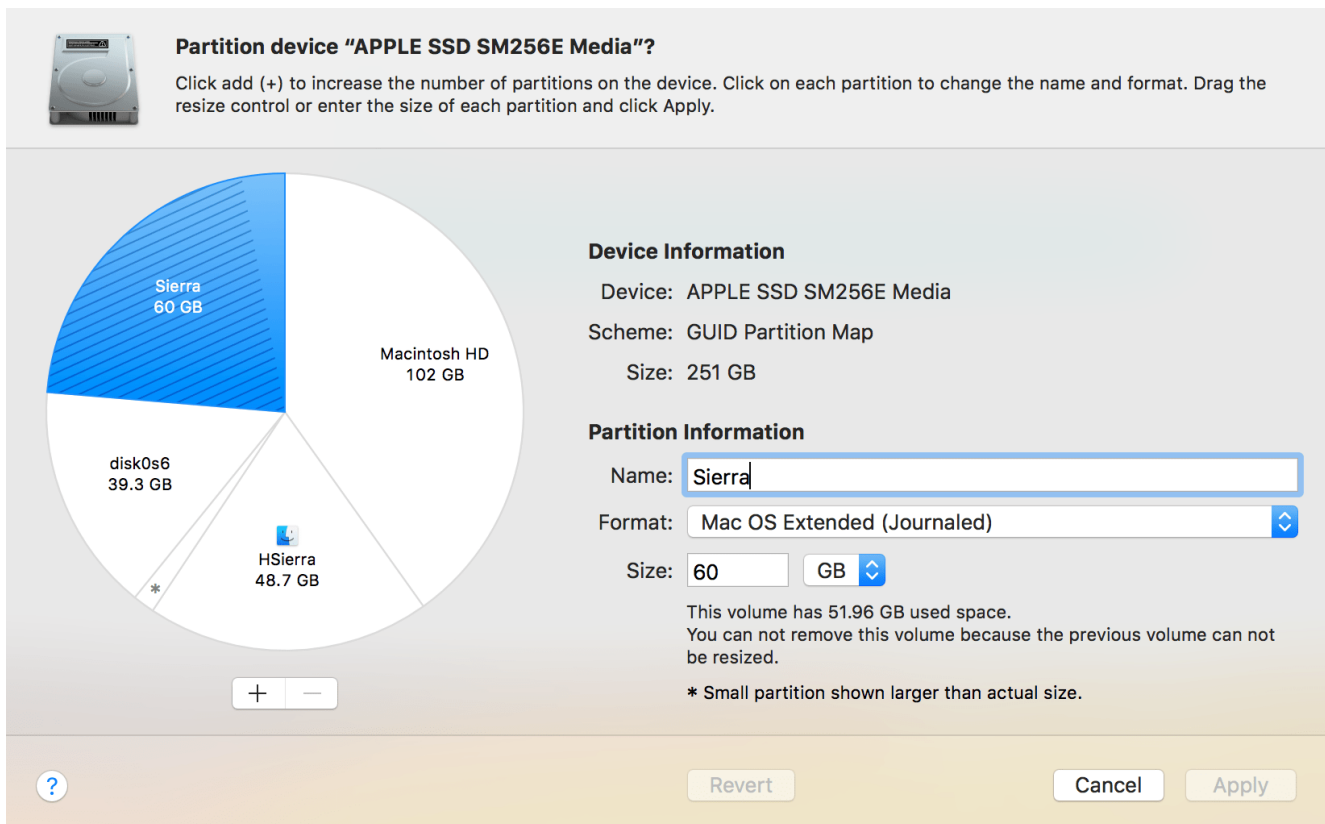 Partition device “APPLE SSD SM256E Media”?
Click add (+) to increase the number of partitions on the device. Click on each partition to change the name and format. Drag the
resize control or enter the size of each partition and click Apply.
Sierra
60 GB
Macintosh HD
102 GB
disk0s6
39.3 GB
HSierra
48.7 GB
*
+ −
Device Information
Device: APPLE SSD SM256E Media
Scheme: GUID Partition Map
Size: 251 GB
Partition Information
Name: Sierra
Format: Mac OS Extended (Journaled)
Size: 60 GB
This volume has 51.96 GB used space.
You can not remove this volume because the previous volume can not
be resized.
* Small partition shown larger than actual size.
? Revert Cancel Apply